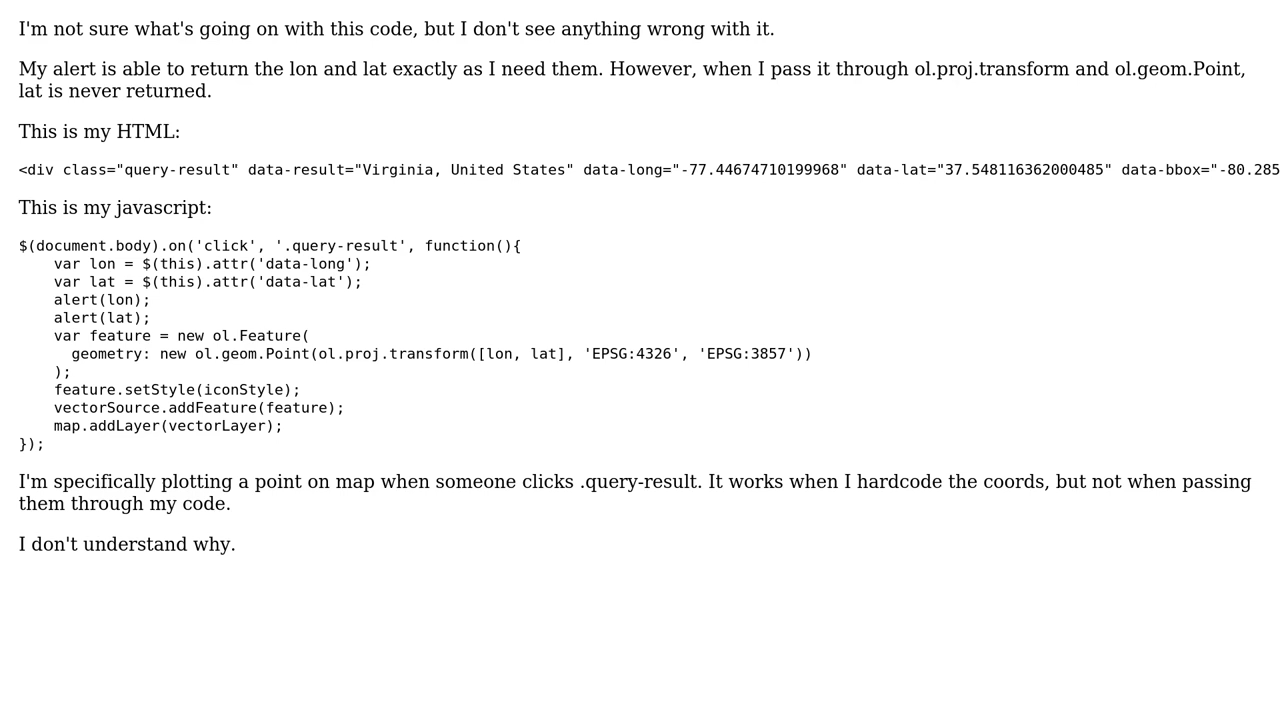 I'm not sure what's going on with this code, but I don't see anything wrong with it.
My alert is able to return the lon and lat exactly as I need them. However, when I pass it through ol.proj.transform and ol.geom.Point,
lat is never returned.
This is my HTML:
<div class="query-result" data-result="Virginia, United States" data-long="-77.44674710199968" data-lat="37.548116362000485" data-bbox="-80.285
This is my javascript:
$(document.body).on('click', '.query-result', function(){
    var lon = $(this).attr('data-long');
    var lat = $(this).attr('data-lat');
    alert(lon);
    alert(lat);
    var feature = new ol.Feature(
      geometry: new ol.geom.Point(ol.proj.transform([lon, lat], 'EPSG:4326', 'EPSG:3857'))
    );
    feature.setStyle(iconStyle);
    vectorSource.addFeature(feature);
    map.addLayer(vectorLayer);
});
I'm specifically plotting a point on map when someone clicks .query-result. It works when I hardcode the coords, but not when passing
them through my code.
I don't understand why.